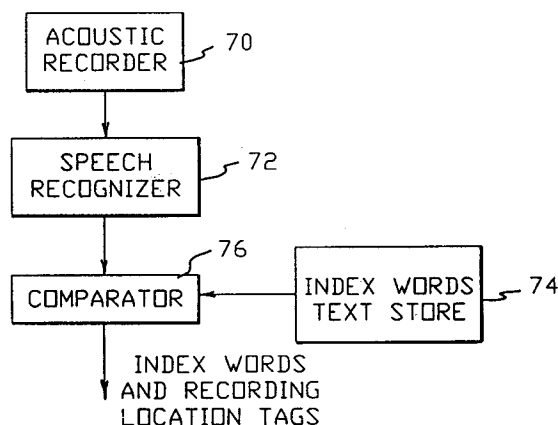 ACOUSTIC
RECORDER
70
SPEECH
RECOGNIZER
72
76
COMPARATOR
INDEX WORDS
TEXT STORE
74
INDEX WORDS
AND RECORDING
LOCATION TAGS